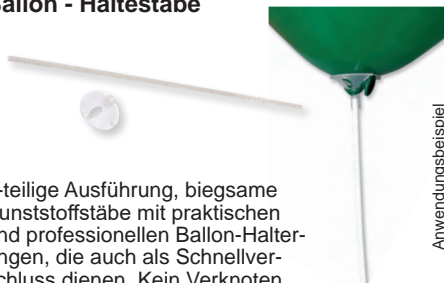 Ballon - Haltestäbe
-teilige Ausführung, biegsame
unststoffstäbe mit praktischen
nd professionellen Ballon-Halter-
ngen, die auch als Schnellver-
chluss dienen. Kein Verknoten
Anwendungsbeispiel